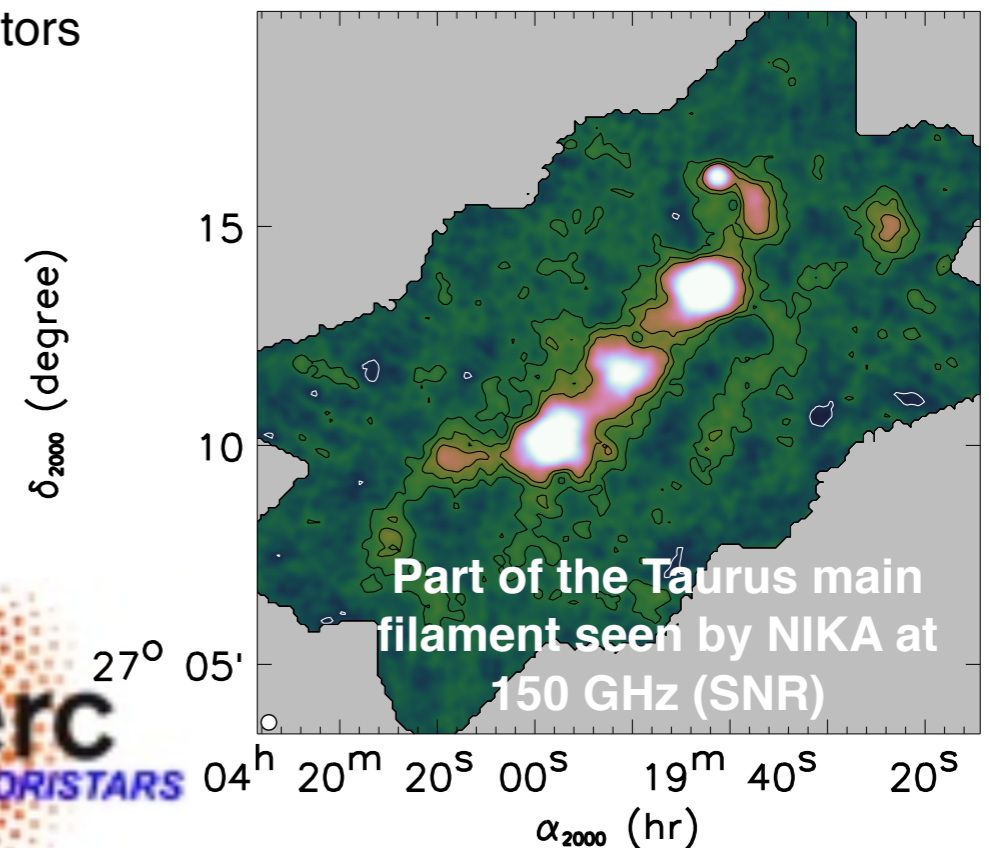 tors
15
10
27° 05'
δ2000 (degree)
Part of the Taurus main
filament seen by NIKA at
150 GHz (SNR)
04h 20m 20s 00s 19m 40s 20s
α2000 (hr)
erc
ORISTARS